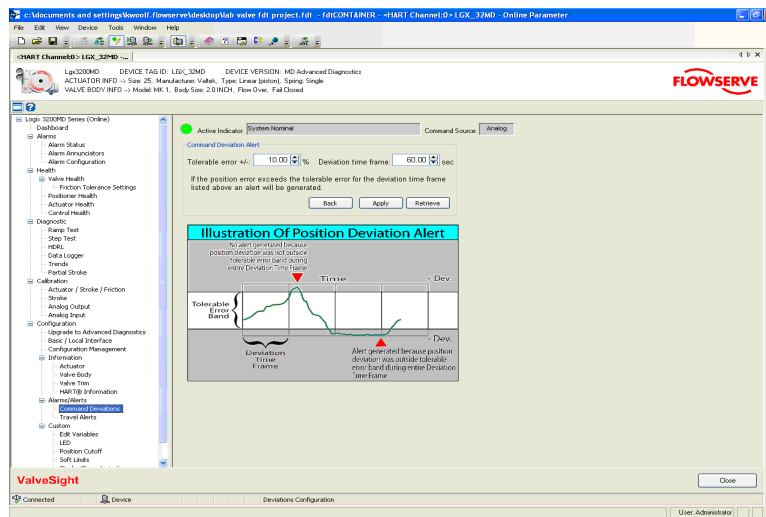 c:\documents and settings\kwoolf.flowserve\desktop\lab valve fdt project.fdt - fdtCONTAINER - <HART Channel:0> LGX_32MD - Online Parameter
File Edit View Device Tools Window Help
<HART Channel:0> LGX_32MD -...
Lgx3200MD DEVICE TAG ID: LGX_32MD DEVICE VERSION: MD Advanced Diagnostics
ACTUATOR INFO --> Size: 25, Manufacturer: Valtek, Type: Linear (piston), Spring: Single
VALVE BODY INFO --> Model: MK 1, Body Size: 2.0 INCH, Flow Over, Fail Closed
FLOWSERVE
Logix 3200MD Series (Online)
Dashboard
Alarms
Alarm Status
Alarm Annunciators
Alarm Configuration
Health
Valve Health
Friction Tolerance Settings
Positioner Health
Actuator Health
Control Health
Diagnostic
Ramp Test
Step Test
HDRL
Data Logger
Trends
Partial Stroke
Calibration
Actuator / Stroke / Friction
Stroke
Analog Output
Analog Input
Configuration
Upgrade to Advanced Diagnostics
Basic / Local Interface
Configuration Management
Information
Actuator
Valve Body
Valve Trim
HART® Information
Alarms/Alerts
Command Deviations
Travel Alerts
Custom
Edit Variables
LED
Position Cutoff
Soft Limits
Active Indicator: System Nominal Command Source: Analog
Command Deviation Alert
Tolerable error +/-: 10.00 % Deviation time frame: 60.00 sec
If the position error exceeds the tolerable error for the deviation time frame
listed above an alert will be generated.
Back Apply Retrieve
Illustration Of Position Deviation Alert
No alert generated because
position deviation was not outside
tolerable error band during
entire Deviation Time Frame
Time + Dev.
Tolerable
Error
Band
- Dev.
Deviation
Time
Frame
Alert generated because position
deviation was outside tolerable
error band during entire Deviation
Time Frame
ValveSight
Close
Connected Device Deviations Configuration
User: Administrator